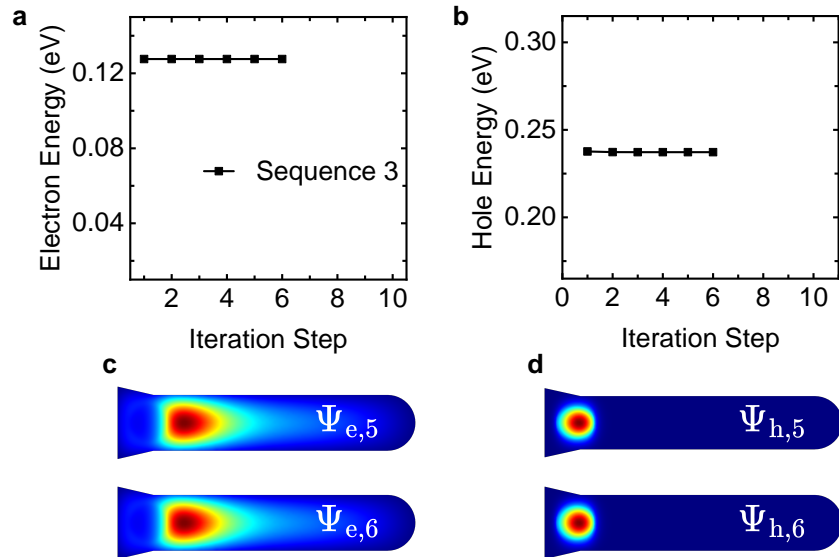 a
Electron Energy (eV)
0.12
0.08
0.04
Sequence 3
2 4 6 8 10
Iteration Step
b
Hole Energy (eV)
0.30
0.25
0.20
0 2 4 6 8 10
Iteration Step
c
Ψe,5
Ψe,6
d
Ψh,5
Ψh,6